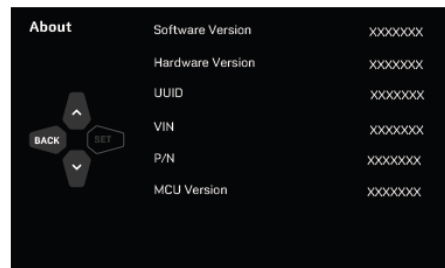 About
Software Version XXXXXXX
Hardware Version XXXXXXX
UUID XXXXXXX
VIN XXXXXXX
P/N XXXXXXX
MCU Version XXXXXXX
BACK SET